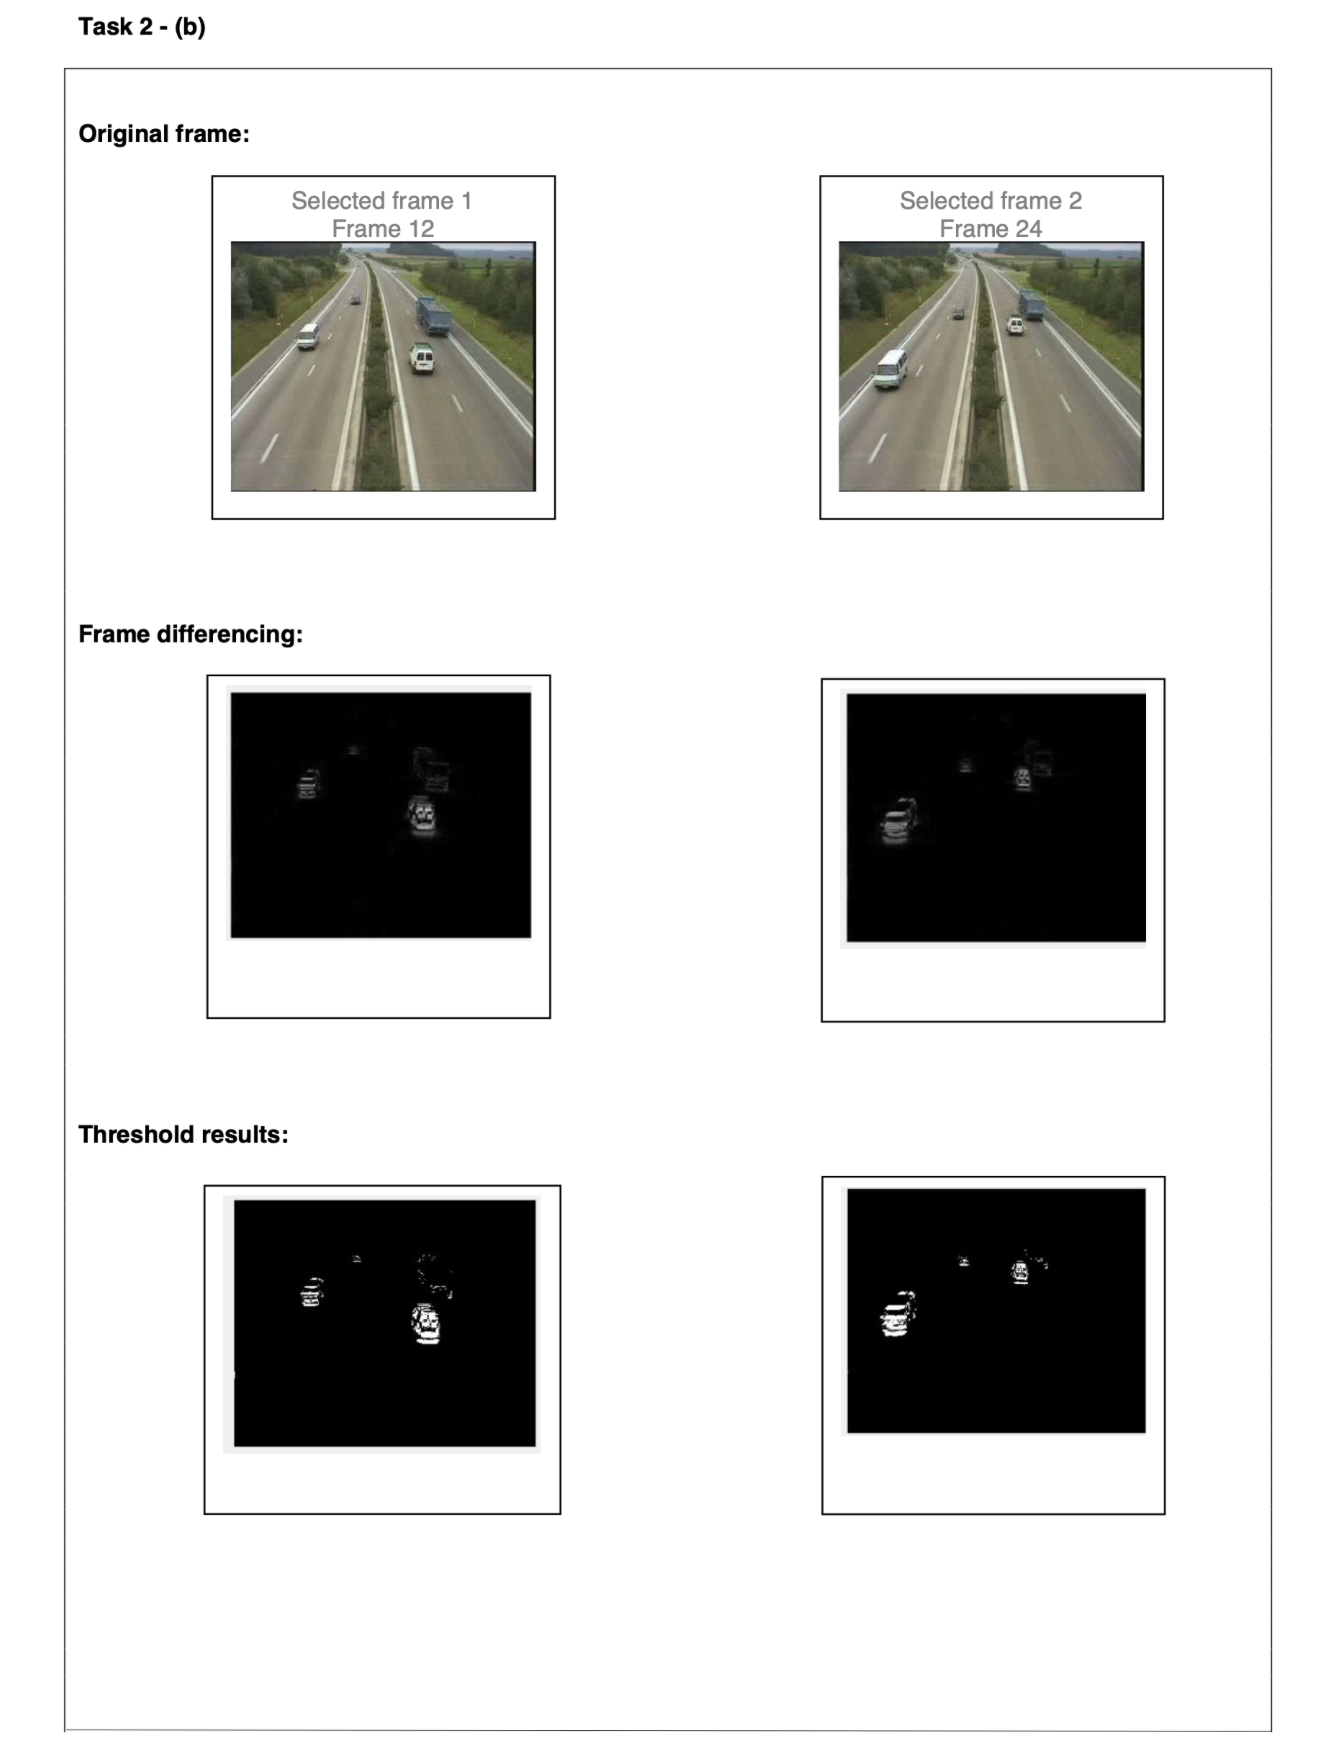 Task 2 - (b)
Original frame:
Selected frame 1
Frame 12
Selected frame 2
Frame 24
Frame differencing:
Threshold results: